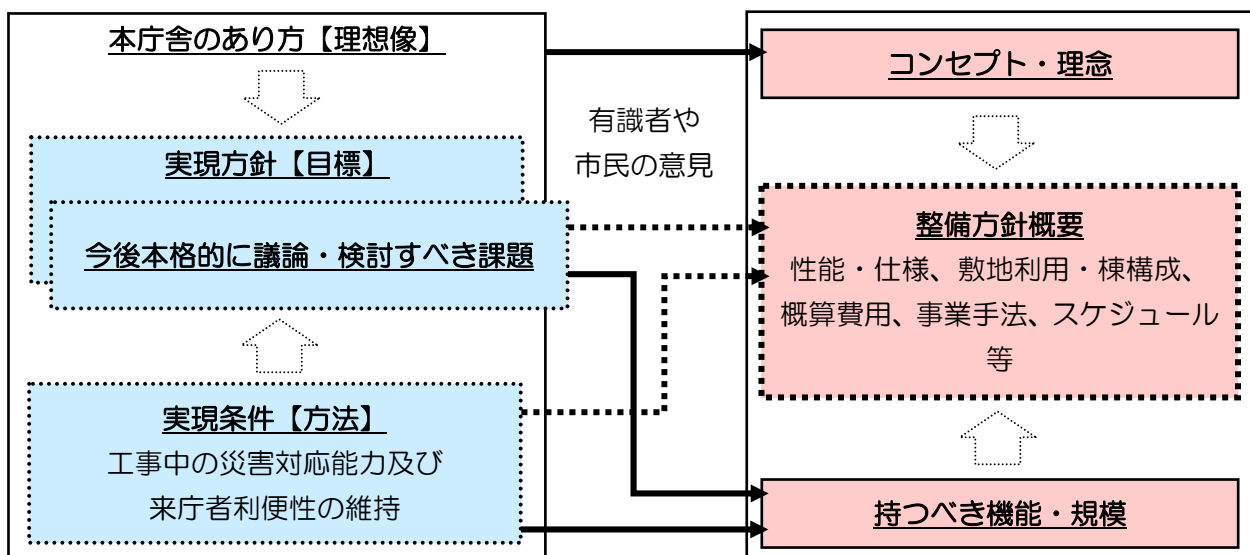 本庁舎のあり方【理想像】
実現方針【目標】
今後本格的に議論・検討すべき課題
実現条件【方法】
工事中の災害対応能力及び
来庁者利便性の維持
有識者や
市民の意見
コンセプト・理念
整備方針概要
性能・仕様、敷地利用・棟構成、
概算費用、事業手法、スケジュール
等
持つべき機能・規模